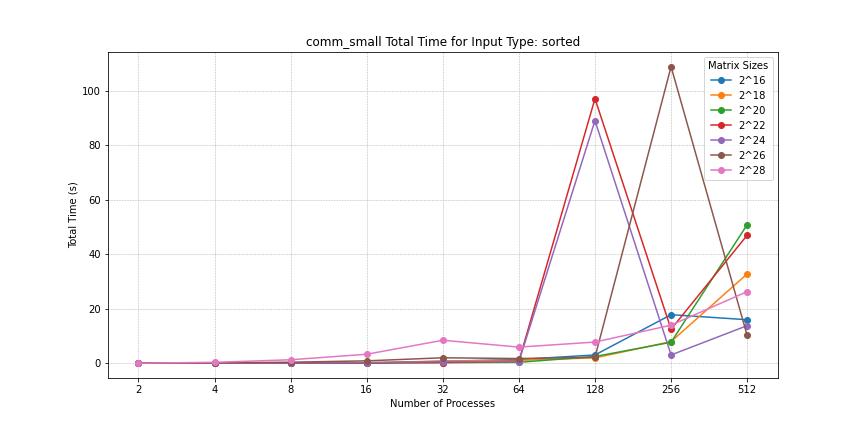 comm_small Total Time for Input Type: sorted
Total Time (s)
100
80
60
40
20
0
2 4 8 16 32 64 128 256 512
Number of Processes
Matrix Sizes
2^16
2^18
2^20
2^22
2^24
2^26
2^28